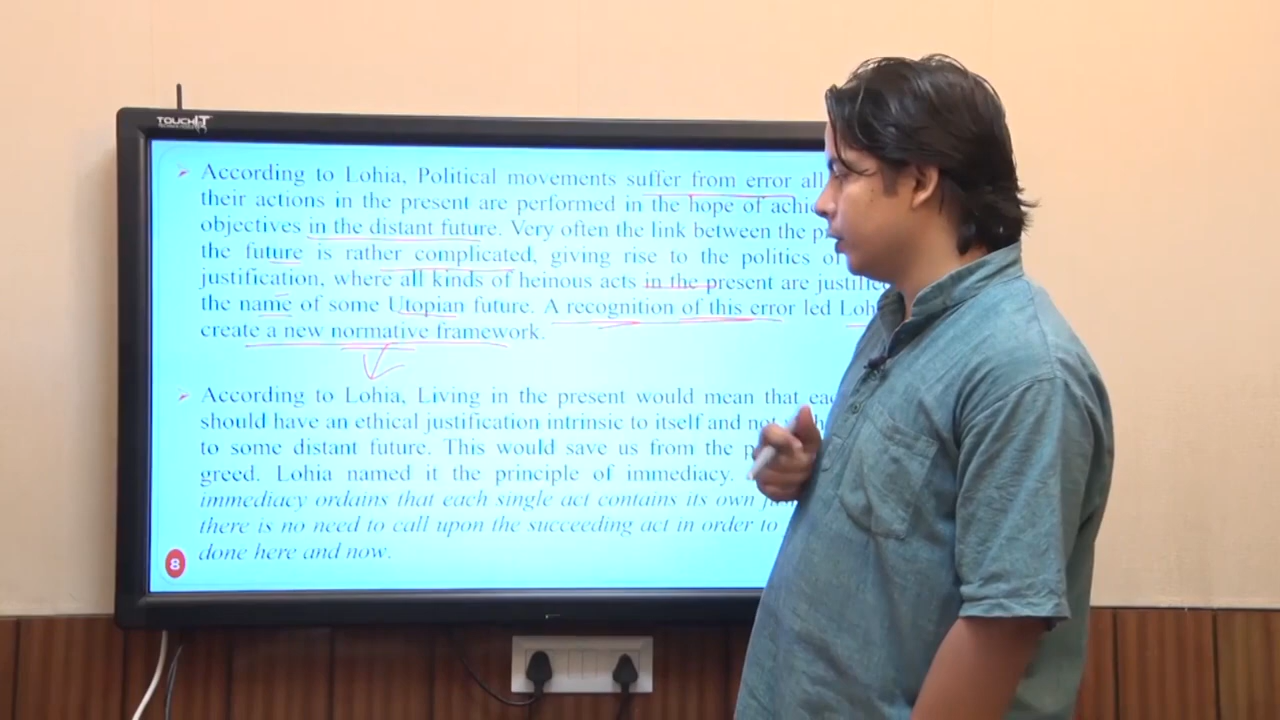 TOUCHIT
According to Lohia, Political movements suffer from error all
their actions in the present are performed in the hope of
objectives in the distant future. Very often the link between the
the future is rather complicated, giving rise to the politics of
justification, where all kinds of heinous acts in the present are
the name of some Utopian future. A recognition of this error led
create a new normative framework.
According to Lohia, Living in the present would mean that
should have an ethical justification intrinsic to itself and not
to some distant future. This would save us from the
greed. Lohia named it the principle of immediacy.
immediacy ordains that each single act contains its own
there is no need to call upon the succeeding act in order to
done here and now.
8